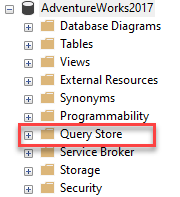 AdventureWorks2017
Database Diagrams
Tables
Views
External Resources
Synonyms
Programmability
Query Store
Service Broker
Storage
Security